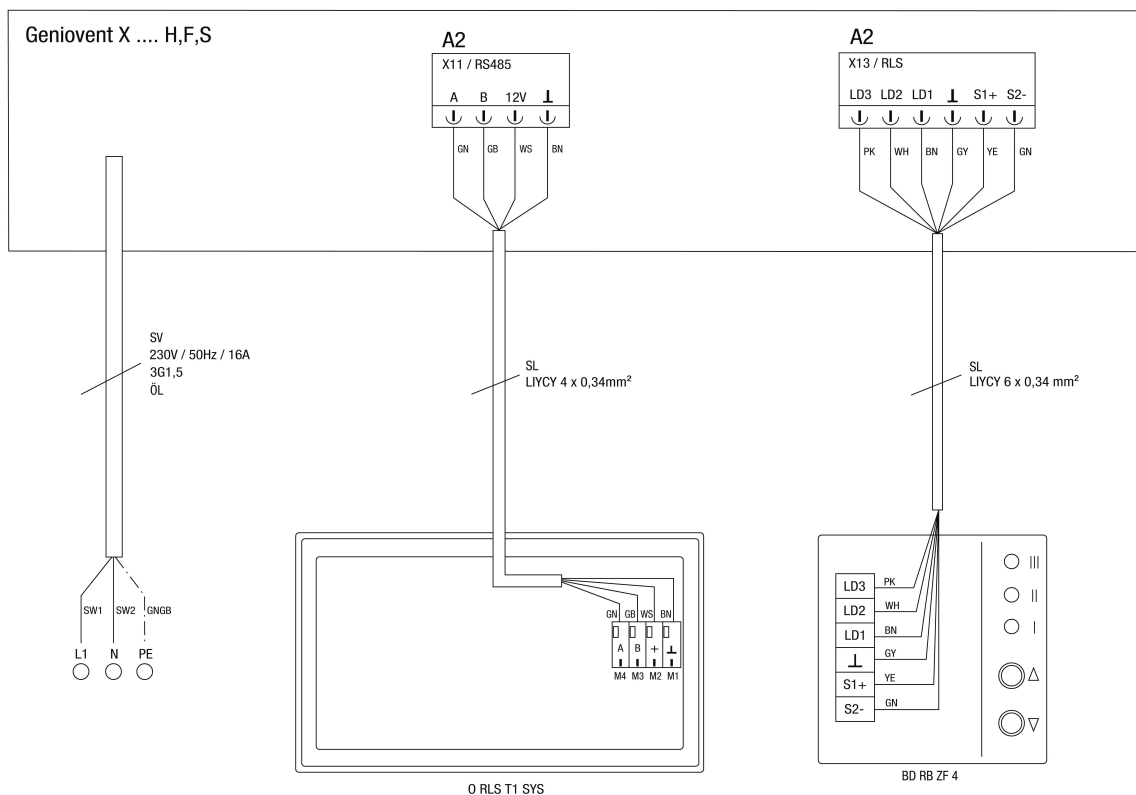 Geniovent X .... H,F,S
A2
X11 / RS485
A B 12V ⊥
GN GB WS BN
A2
X13 / RLS
LD3 LD2 LD1 ⊥ S1+ S2-
PK WH BN GY YE GN
SV
230V / 50Hz / 16A
3G1,5
ÖL
SL
LIYCY 4 x 0,34mm²
SL
LIYCY 6 x 0,34 mm²
SW1 SW2 GNGB
L1 N PE
GN GB WS BN
A B + ⊥
M4 M3 M2 M1
O RLS T1 SYS
LD3 PK
LD2 WH
LD1 BN
⊥ GY
S1+ YE
S2- GN
III
II
I
△
▽
BD RB ZF 4